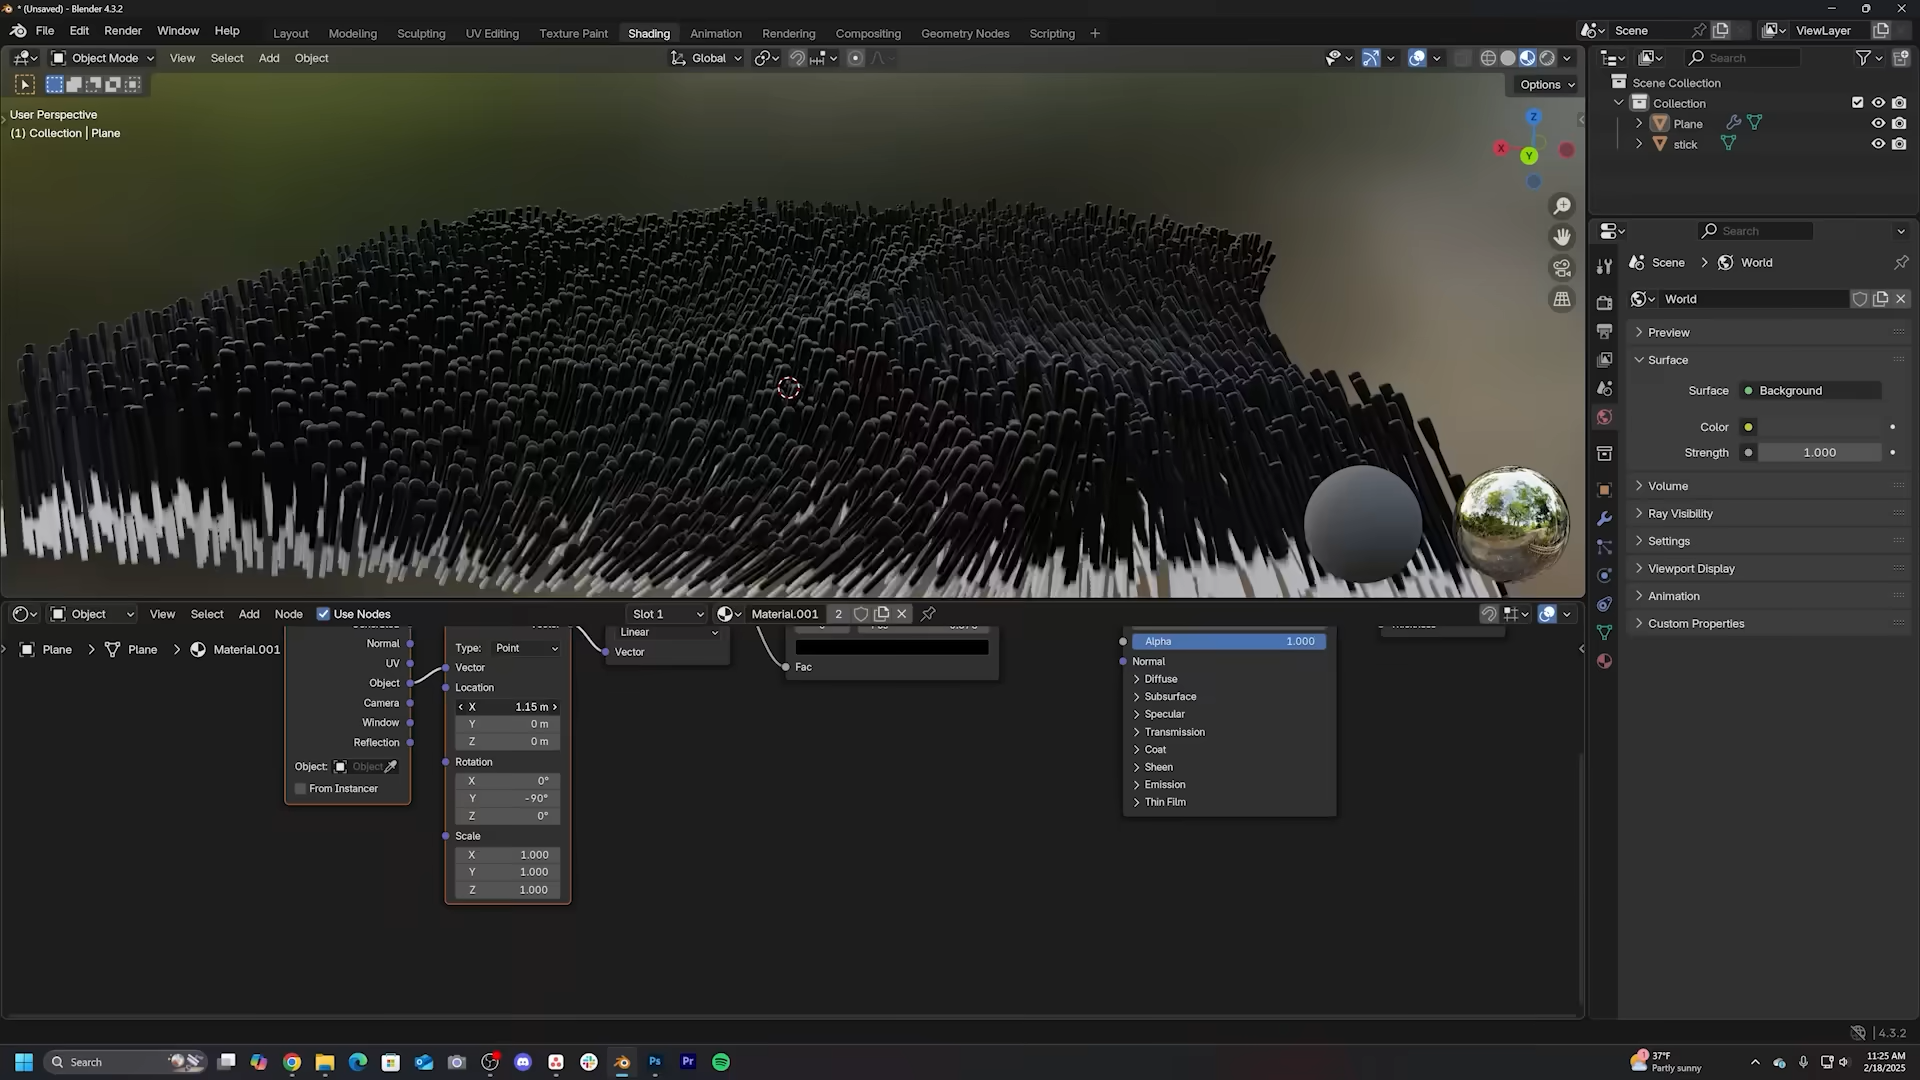 * (Unsaved) - Blender 4.3.2
File Edit Render Window Help
Layout Modeling Sculpting UV Editing Texture Paint Shading Animation Rendering Compositing Geometry Nodes Scripting +
Scene
ViewLayer
Object Mode View Select Add Object
Global
Search
Options
User Perspective
(1) Collection | Plane
Z
X
Y
Scene Collection
Collection
Plane
stick
Search
Scene > World
World
Preview
Surface
Surface Background
Color
Strength 1.000
Volume
Ray Visibility
Settings
Viewport Display
Animation
Custom Properties
Object View Select Add Node Use Nodes
Slot 1
Material.001 2
Plane > Plane > Material.001
Normal
UV
Object
Camera
Window
Reflection
Object: Object
From Instancer
Type: Point
Vector
Location
X 1.15 m
Y 0 m
Z 0 m
Rotation
X 0°
Y -90°
Z 0°
Scale
X 1.000
Y 1.000
Z 1.000
Linear
Vector
Fac
Alpha 1.000
Normal
Diffuse
Subsurface
Specular
Transmission
Coat
Sheen
Emission
Thin Film
4.3.2
Search
37°F
Partly sunny
11:25 AM
2/18/2025